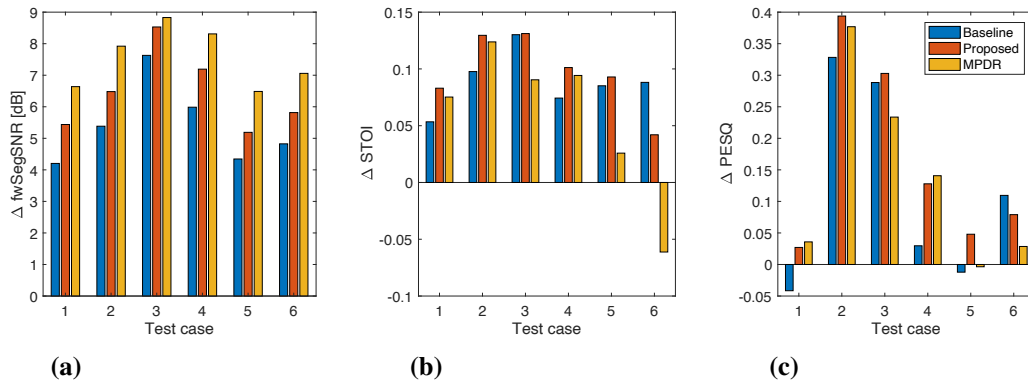 9
8
7
6
5
4
3
2
1
0
Δ fwSegSNR [dB]
1 2 3 4 5 6
Test case
(a)
0.15
0.1
0.05
0
-0.05
-0.1
Δ STOI
1 2 3 4 5 6
Test case
(b)
0.4
0.35
0.3
0.25
0.2
0.15
0.1
0.05
0
-0.05
Δ PESQ
Baseline
Proposed
MPDR
1 2 3 4 5 6
Test case
(c)